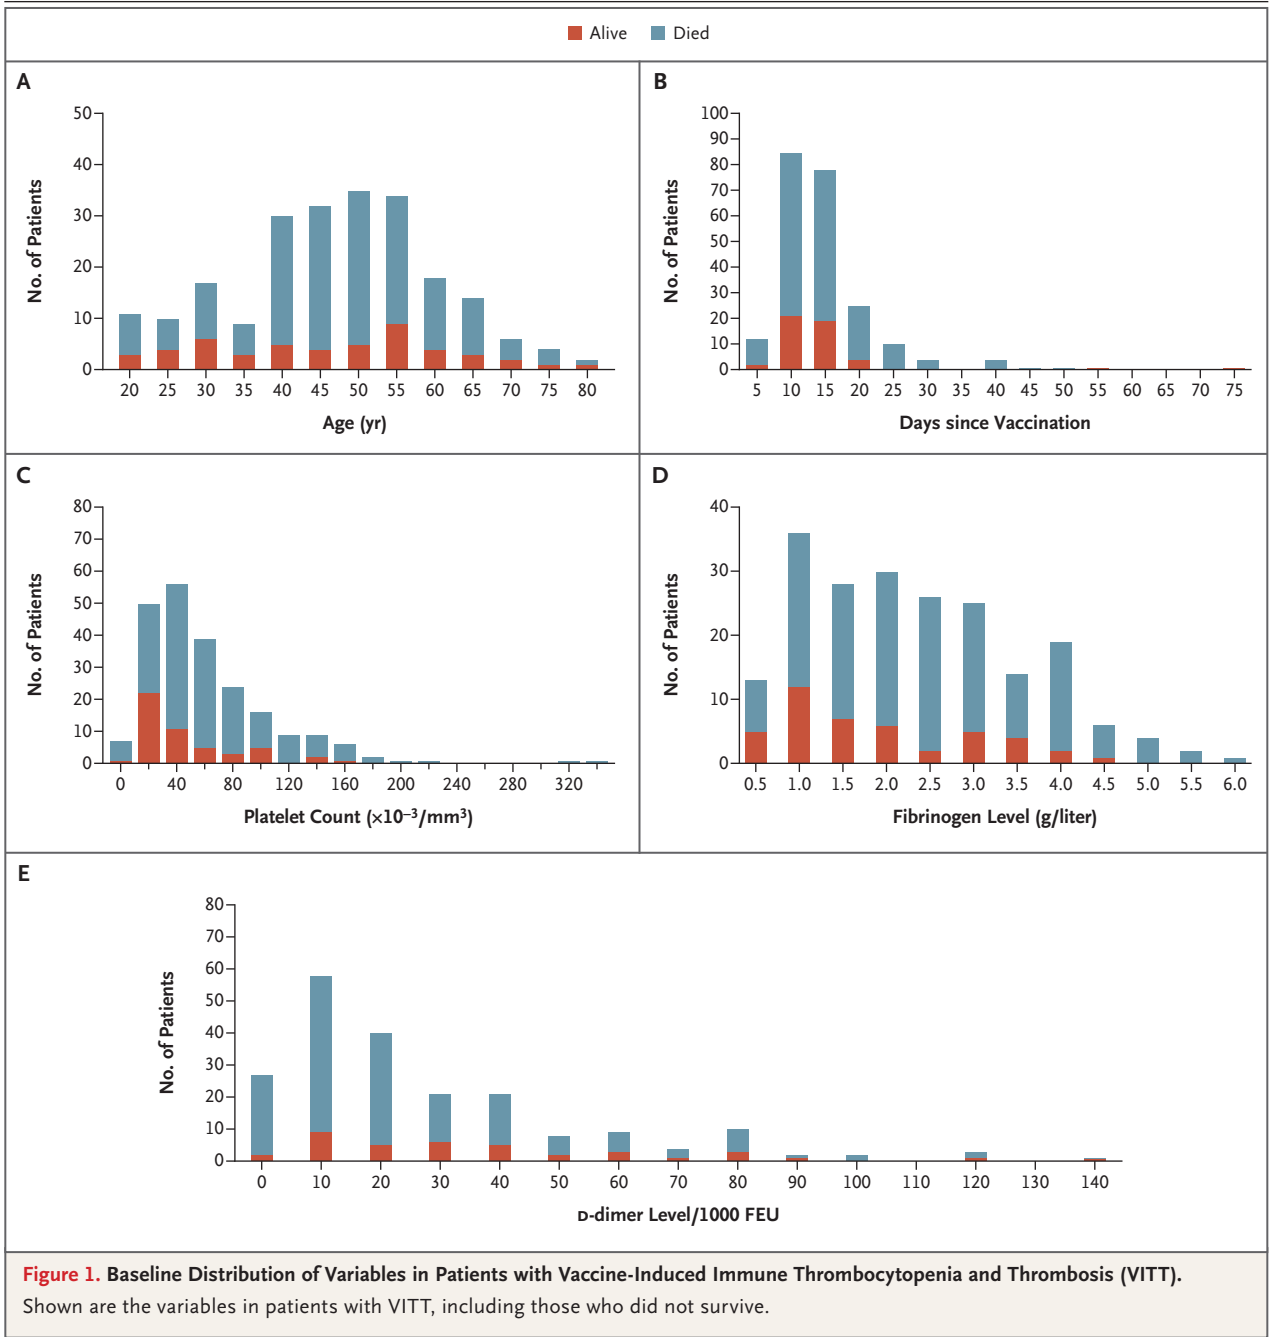 Alive Died
A
50
40
30
20
10
0
No. of Patients
20 25 30 35 40 45 50 55 60 65 70 75 80
Age (yr)
B
100
90
80
70
60
50
40
30
20
10
0
No. of Patients
5 10 15 20 25 30 35 40 45 50 55 60 65 70 75
Days since Vaccination
C
80
70
60
50
40
30
20
10
0
No. of Patients
0 40 80 120 160 200 240 280 320
Platelet Count (×10−3/mm3)
D
40
30
20
10
0
No. of Patients
0.5 1.0 1.5 2.0 2.5 3.0 3.5 4.0 4.5 5.0 5.5 6.0
Fibrinogen Level (g/liter)
E
80
70
60
50
40
30
20
10
0
No. of Patients
0 10 20 30 40 50 60 70 80 90 100 110 120 130 140
D-dimer Level/1000 FEU
Figure 1. Baseline Distribution of Variables in Patients with Vaccine-Induced Immune Thrombocytopenia and Thrombosis (VITT).
Shown are the variables in patients with VITT, including those who did not survive.